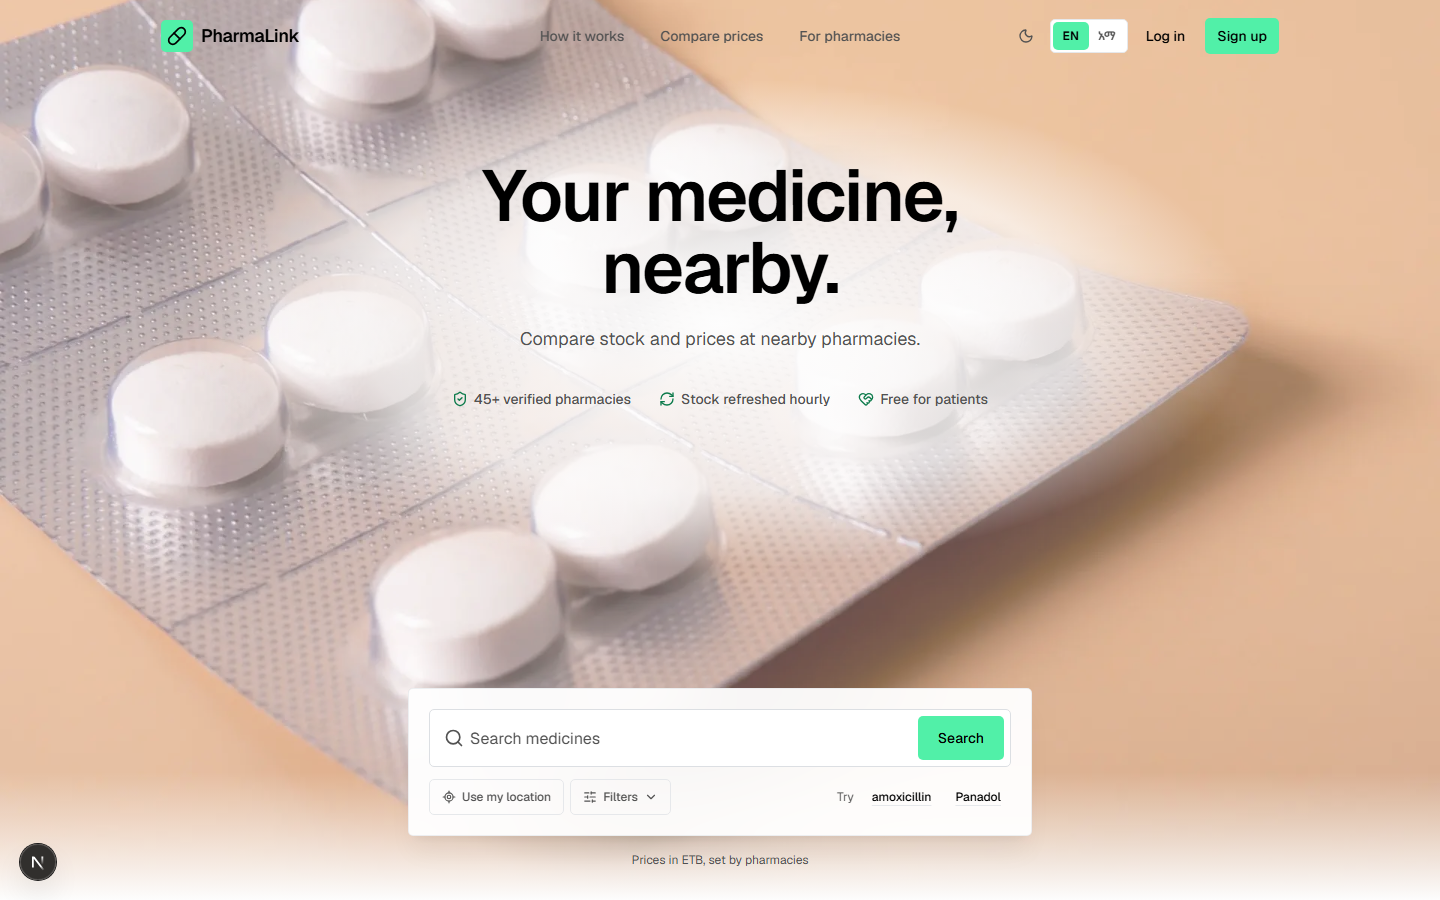 PharmaLink
How it works
Compare prices
For pharmacies
EN
አማ
Log in
Sign up
Your medicine,
nearby.
Compare stock and prices at nearby pharmacies.
45+ verified pharmacies
Stock refreshed hourly
Free for patients
Search medicines
Search
Use my location
Filters
Try
amoxicillin
Panadol
Prices in ETB, set by pharmacies
N